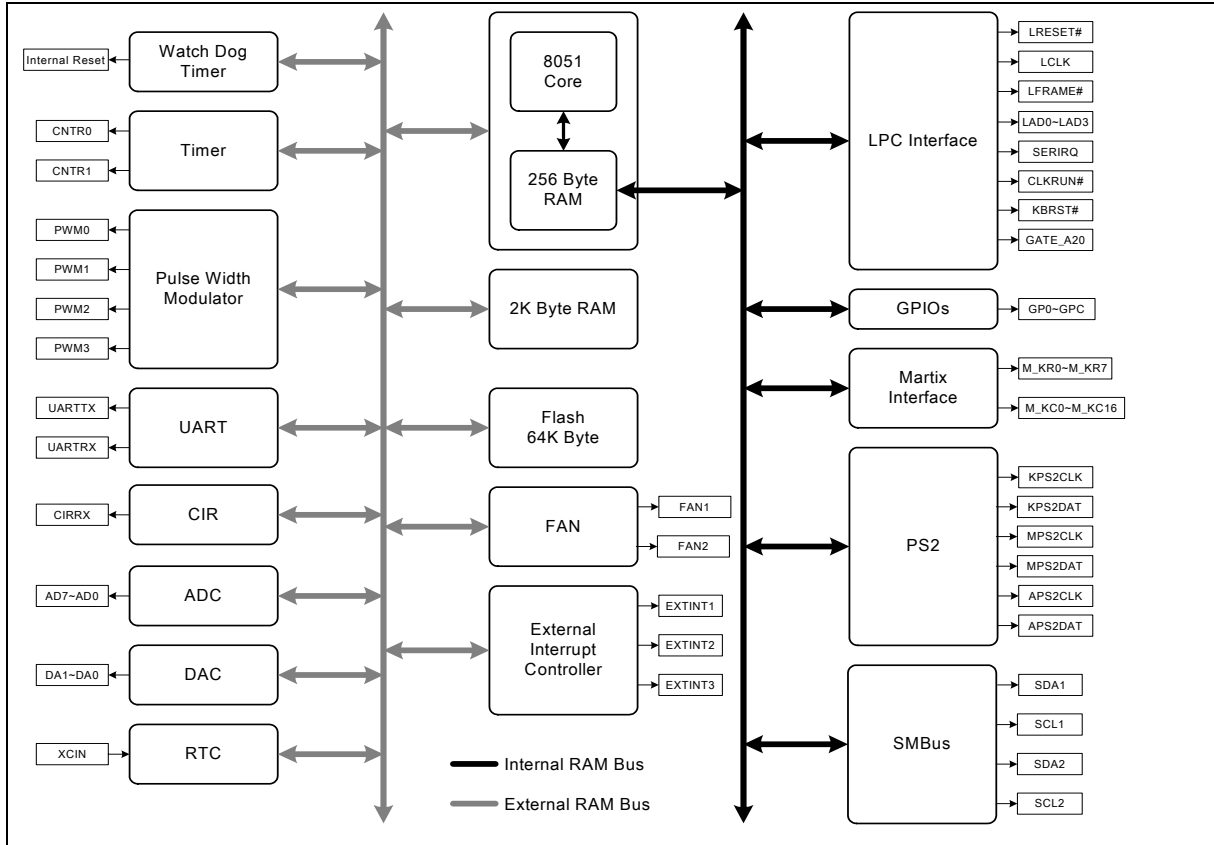 Internal Reset
Watch Dog
Timer
CNTR0
CNTR1
Timer
PWM0
PWM1
PWM2
PWM3
Pulse Width
Modulator
UARTTX
UARTRX
UART
CIRRX
CIR
AD7~AD0
ADC
DA1~DA0
DAC
XCIN
RTC
8051
Core
256 Byte
RAM
2K Byte RAM
Flash
64K Byte
FAN
FAN1
FAN2
External
Interrupt
Controller
EXTINT1
EXTINT2
EXTINT3
Internal RAM Bus
External RAM Bus
LPC Interface
LRESET#
LCLK
LFRAME#
LAD0~LAD3
SERIRQ
CLKRUN#
KBRST#
GATE_A20
GPIOs
GP0~GPC
Martix
Interface
M_KR0~M_KR7
M_KC0~M_KC16
PS2
KPS2CLK
KPS2DAT
MPS2CLK
MPS2DAT
APS2CLK
APS2DAT
SMBus
SDA1
SCL1
SDA2
SCL2